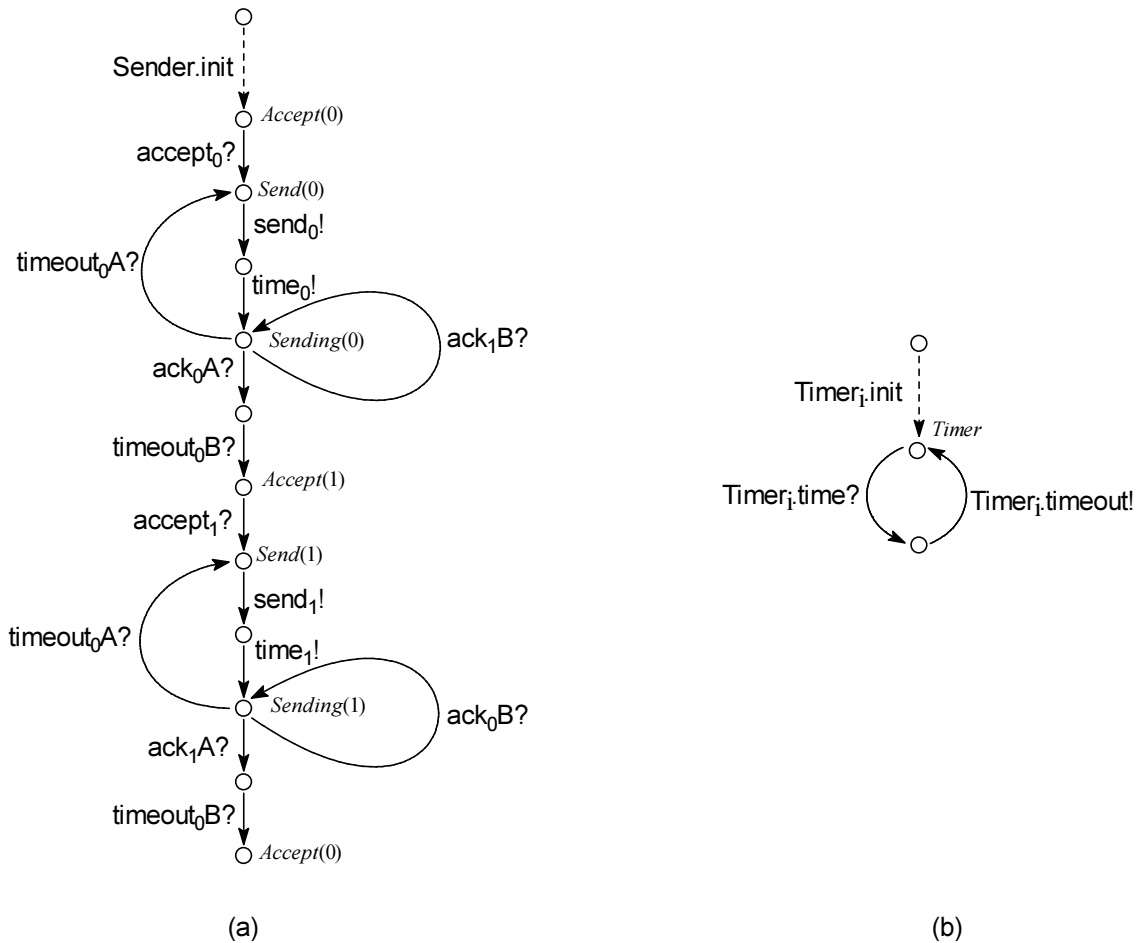 Sender.init
Accept(0)
accept₀?
Send(0)
send₀!
timeout₀A?
time₀!
Sending(0)
ack₁B?
ack₀A?
timeout₀B?
Accept(1)
accept₁?
Send(1)
send₁!
timeout₀A?
time₁!
Sending(1)
ack₀B?
ack₁A?
timeout₀B?
Accept(0)
(a)
Timerᵢ.init
Timer
Timerᵢ.time?
Timerᵢ.timeout!
(b)